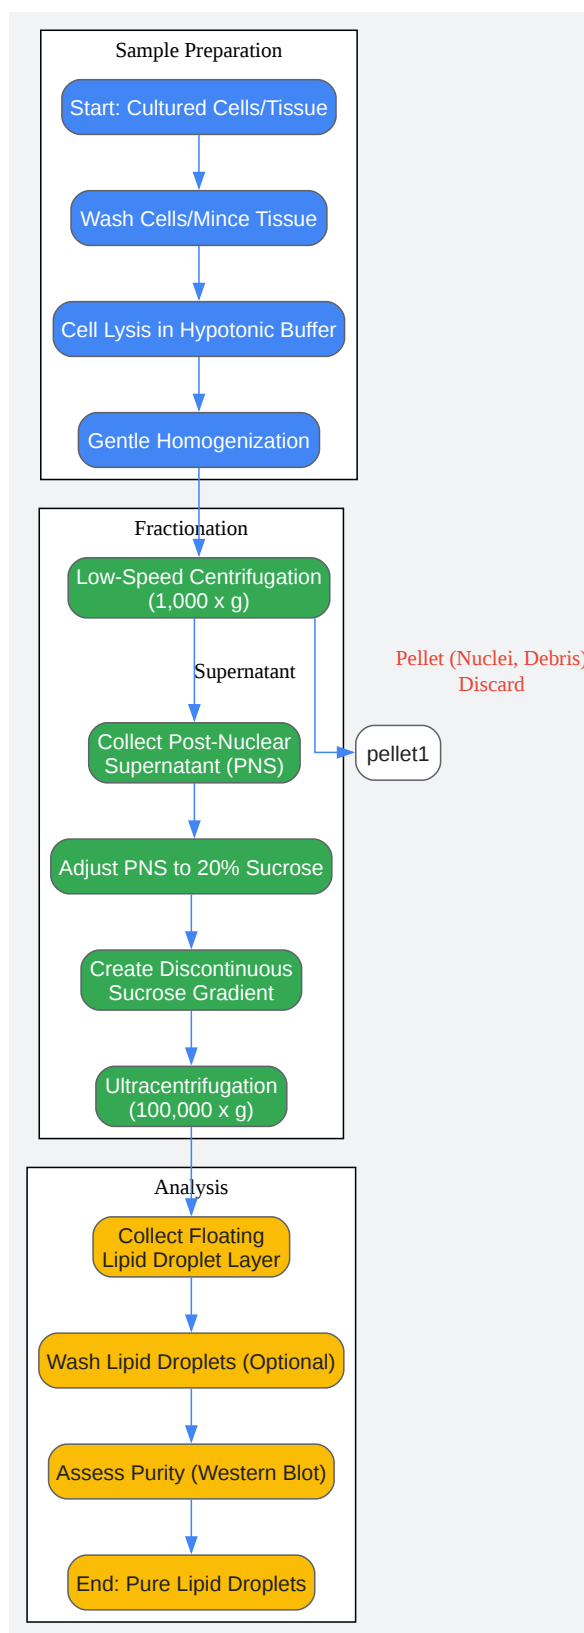 Sample Preparation
Start: Cultured Cells/Tissue
Wash Cells/Mince Tissue
Cell Lysis in Hypotonic Buffer
Gentle Homogenization
Fractionation
Low-Speed Centrifugation
(1,000 x g)
Supernatant
Pellet (Nuclei, Debris)
Discard
Collect Post-Nuclear
Supernatant (PNS)
pellet1
Adjust PNS to 20% Sucrose
Create Discontinuous
Sucrose Gradient
Ultracentrifugation
(100,000 x g)
Analysis
Collect Floating
Lipid Droplet Layer
Wash Lipid Droplets (Optional)
Assess Purity (Western Blot)
End: Pure Lipid Droplets